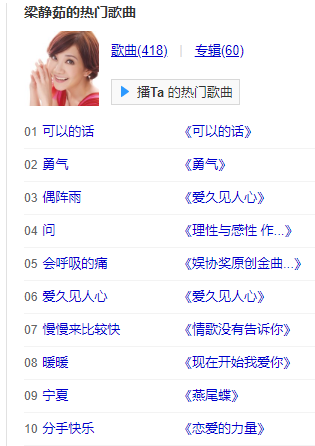 梁静茹的热门歌曲
歌曲(418) | 专辑(60)
播Ta 的热门歌曲
01 可以的话 《可以的话》
02 勇气 《勇气》
03 偶阵雨 《爱久见人心》
04 问 《理性与感性 作...》
05 会呼吸的痛 《娱协奖原创金曲...》
06 爱久见人心 《爱久见人心》
07 慢慢来比较快 《情歌没有告诉你》
08 暖暖 《现在开始我爱你》
09 宁夏 《燕尾蝶》
10 分手快乐 《恋爱的力量》